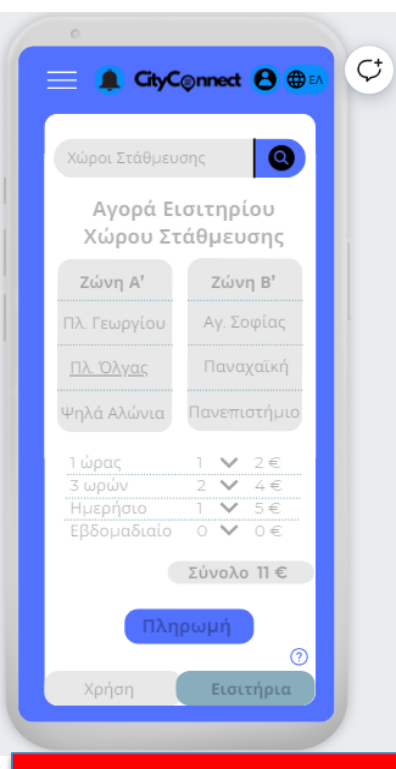 CityConnect ΕΛ
Χώροι Στάθμευσης
Αγορά Εισιτηρίου
Χώρου Στάθμευσης
Ζώνη Α' Ζώνη Β'
Πλ. Γεωργίου Αγ. Σοφίας
Πλ. Όλγας Παναχαϊκή
Ψηλά Αλώνια Πανεπιστήμιο
1 ώρας 1 2 €
3 ωρών 2 4 €
Ημερήσιο 1 5 €
Εβδομαδιαίο 0 0 €
Σύνολο 11 €
Πληρωμή
?
Χρήση Εισιτήρια